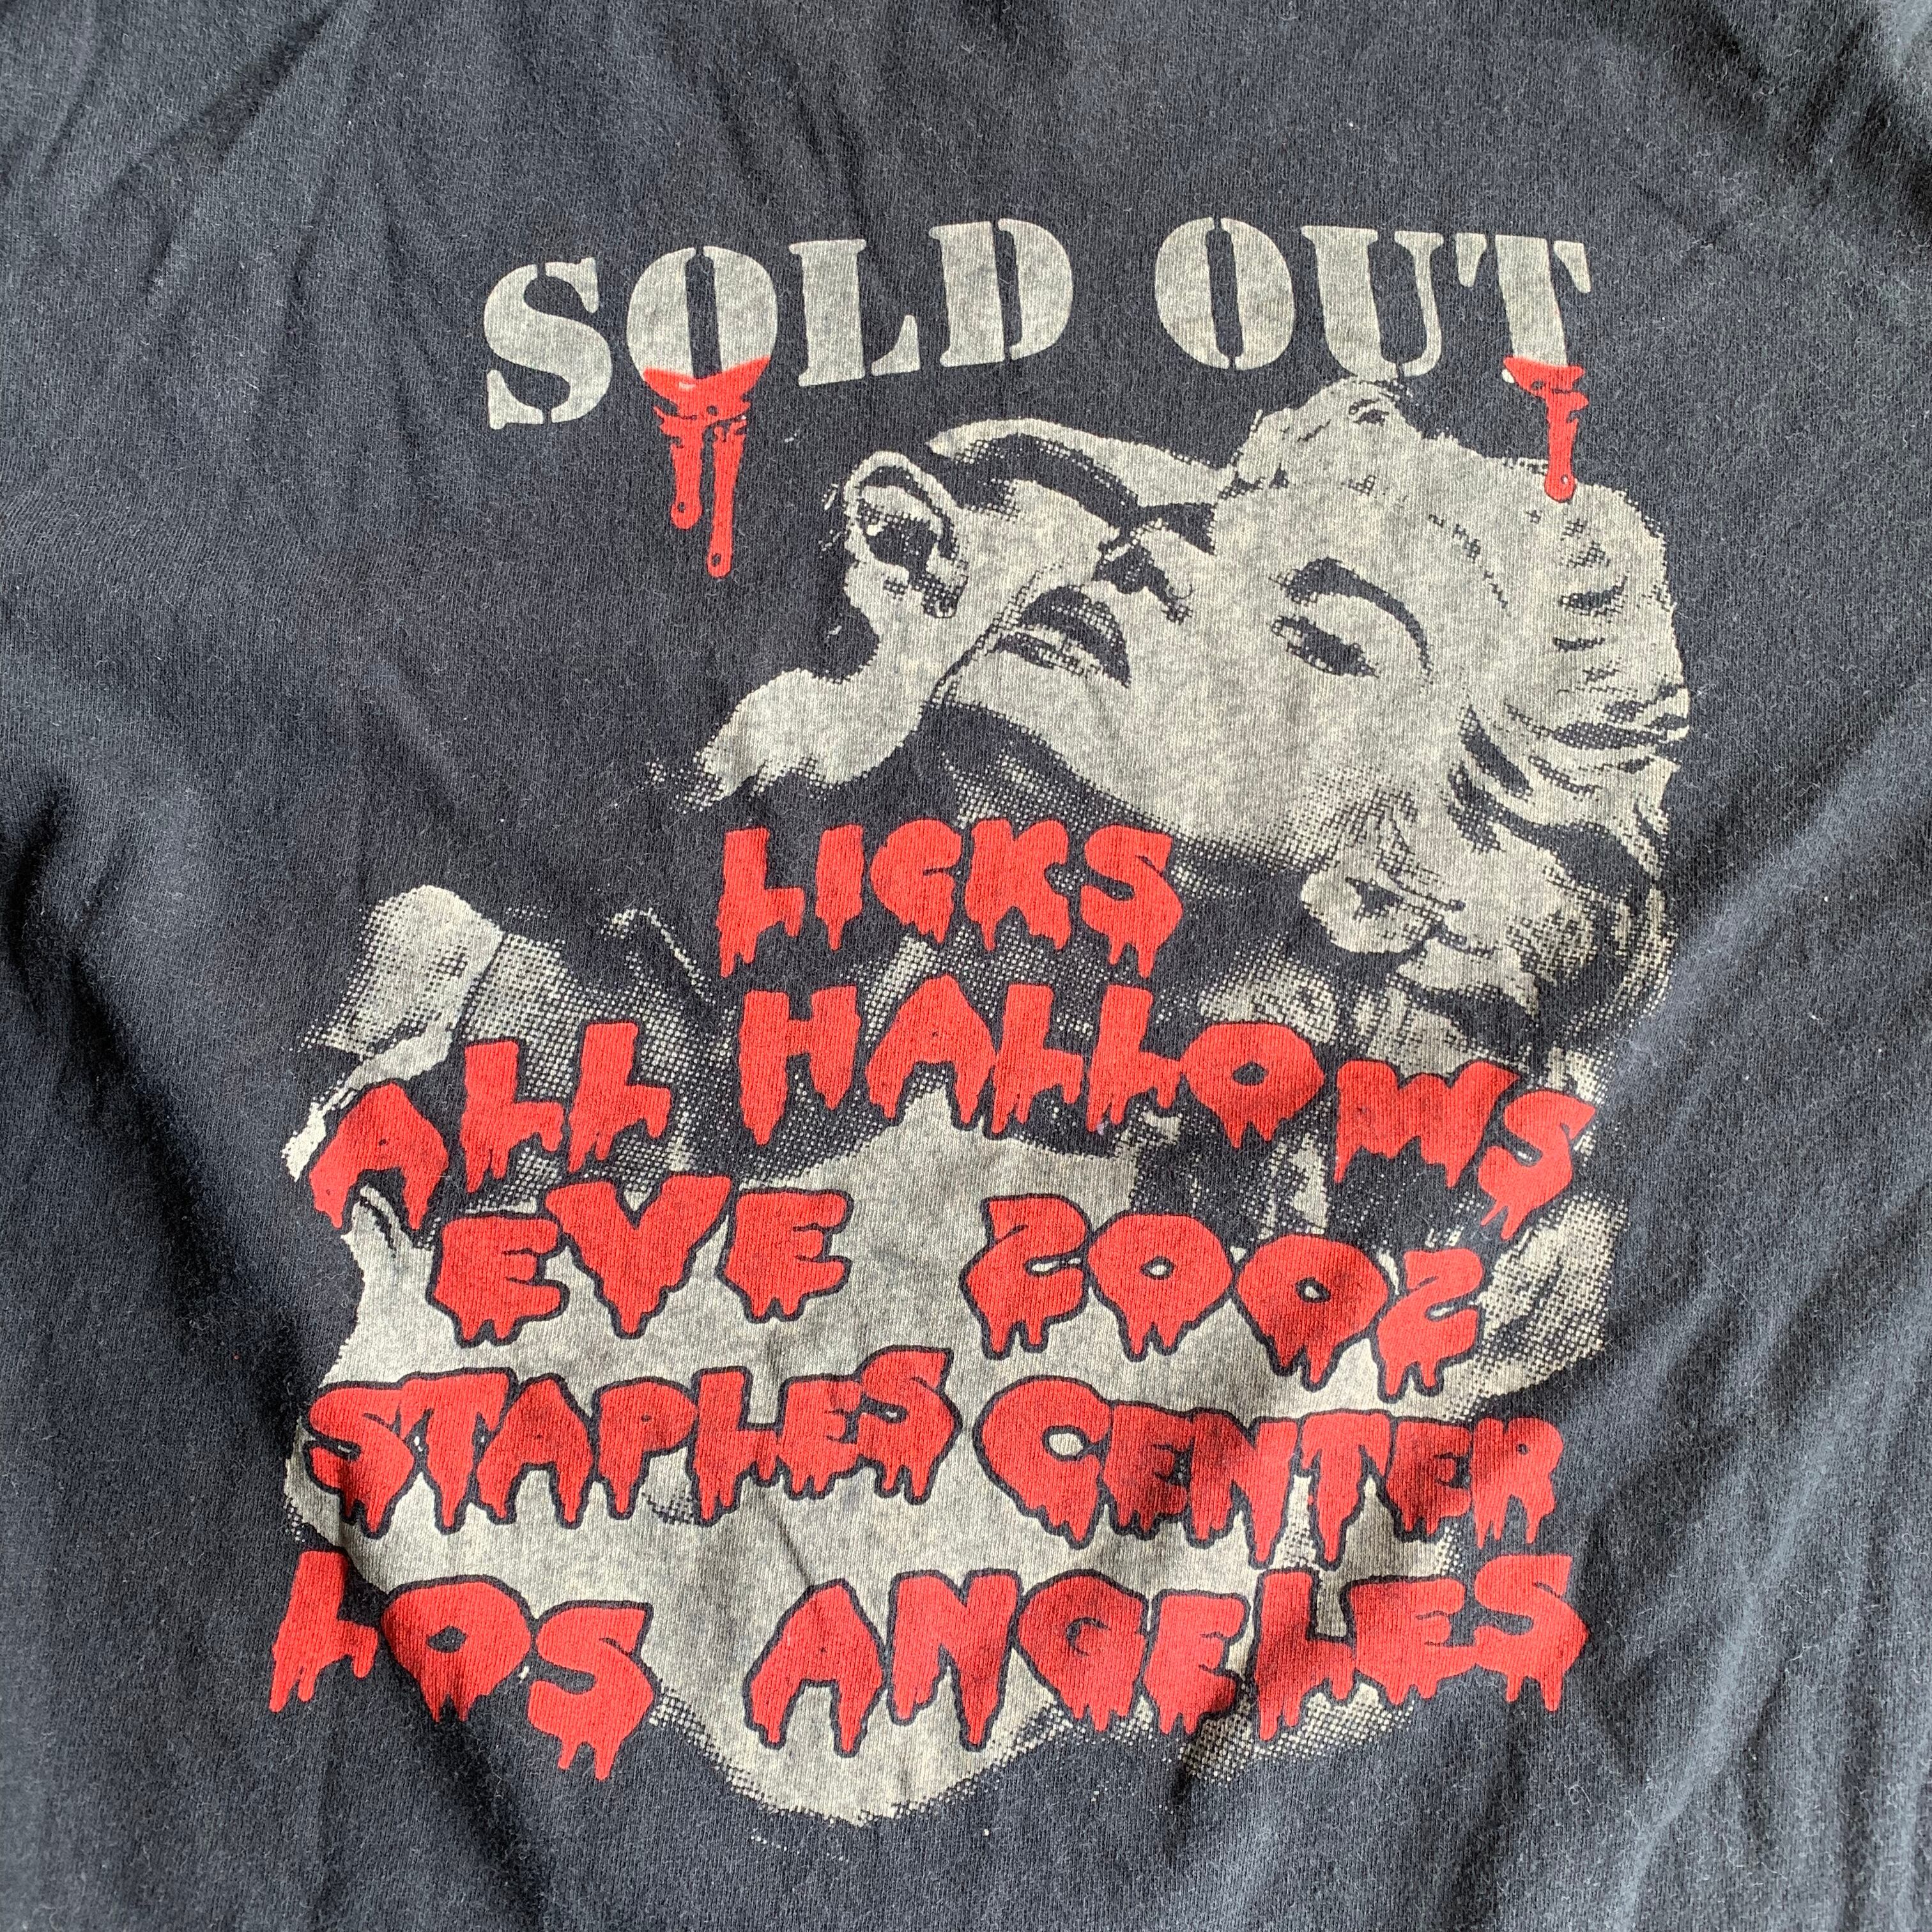 SOLD OUT
LICKS
ALL HALLOWS
EVE 2002
STAPLES CENTER
LOS ANGELES